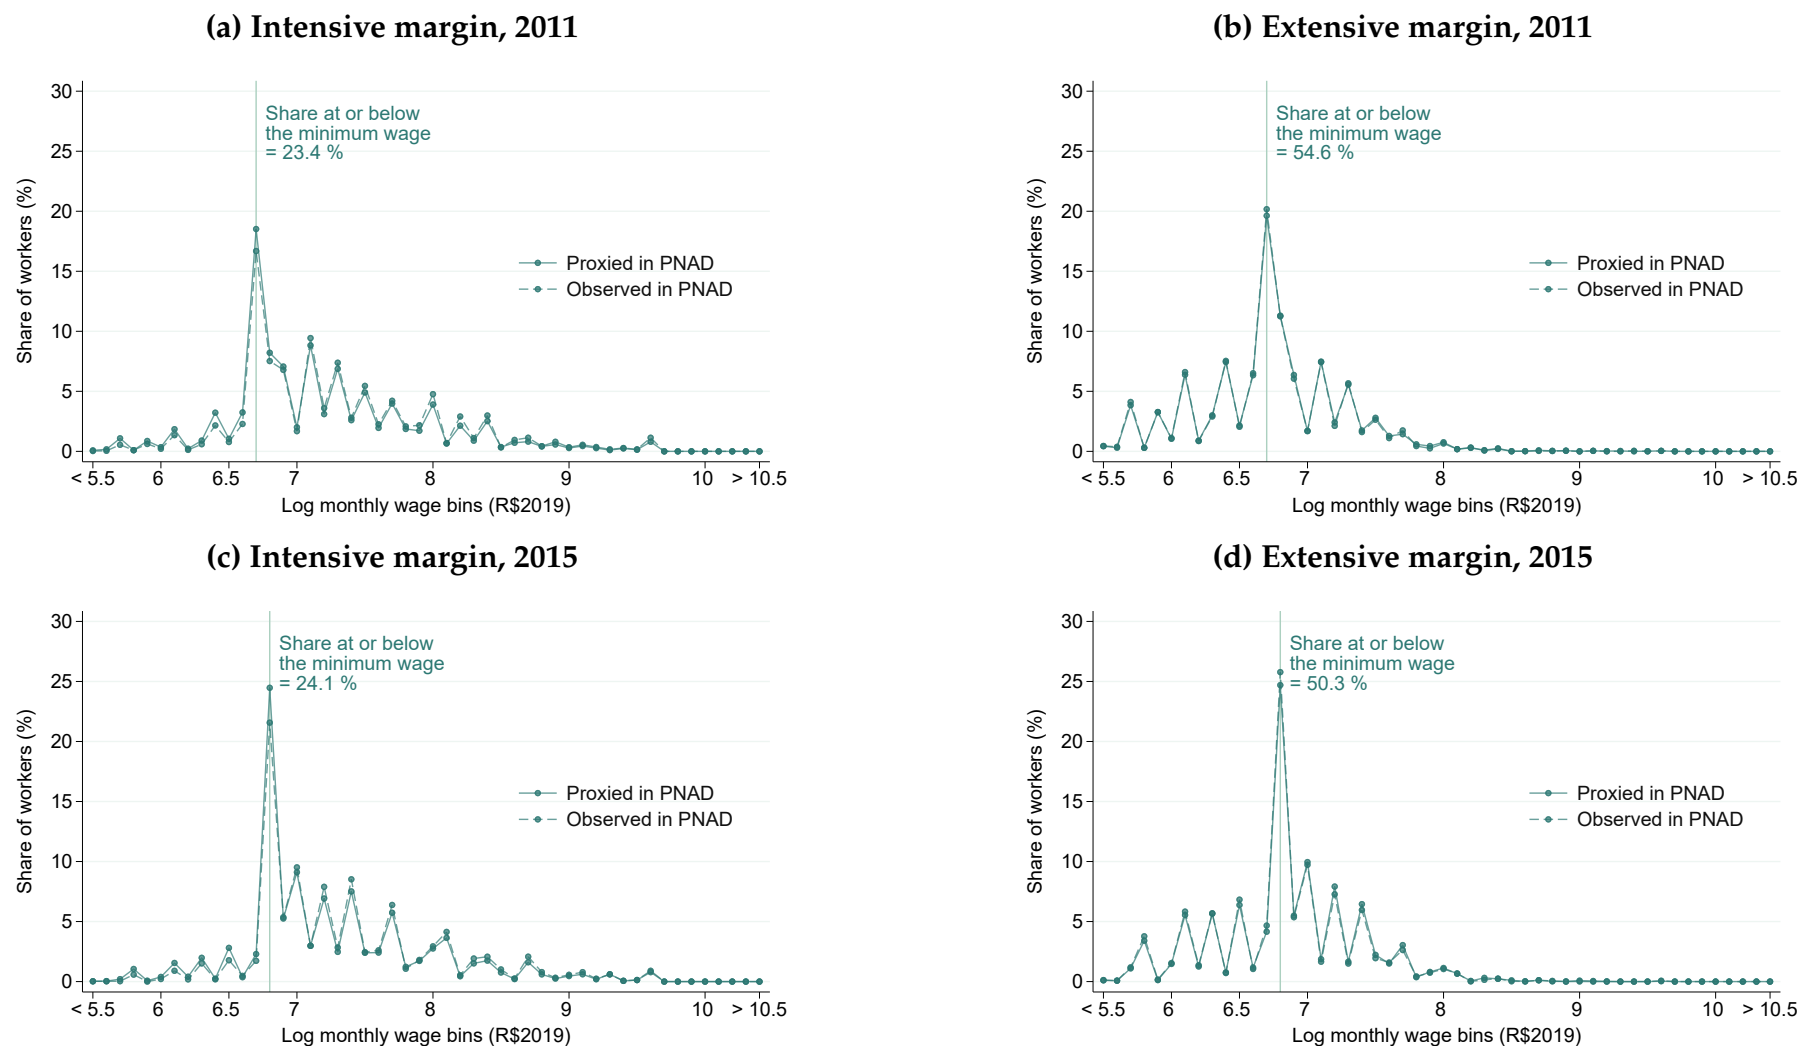 (a) Intensive margin, 2011
30
25
20
15
10
5
0
Share of workers (%)
Share at or below
the minimum wage
= 23.4 %
Proxied in PNAD
Observed in PNAD
< 5.5 6 6.5 7 8 9 10 > 10.5
Log monthly wage bins (R$2019)
(b) Extensive margin, 2011
30
25
20
15
10
5
0
Share of workers (%)
Share at or below
the minimum wage
= 54.6 %
Proxied in PNAD
Observed in PNAD
< 5.5 6 6.5 7 8 9 10 > 10.5
Log monthly wage bins (R$2019)
(c) Intensive margin, 2015
30
25
20
15
10
5
0
Share of workers (%)
Share at or below
the minimum wage
= 24.1 %
Proxied in PNAD
Observed in PNAD
< 5.5 6 6.5 7 8 9 10 > 10.5
Log monthly wage bins (R$2019)
(d) Extensive margin, 2015
30
25
20
15
10
5
0
Share of workers (%)
Share at or below
the minimum wage
= 50.3 %
Proxied in PNAD
Observed in PNAD
< 5.5 6 6.5 7 8 9 10 > 10.5
Log monthly wage bins (R$2019)